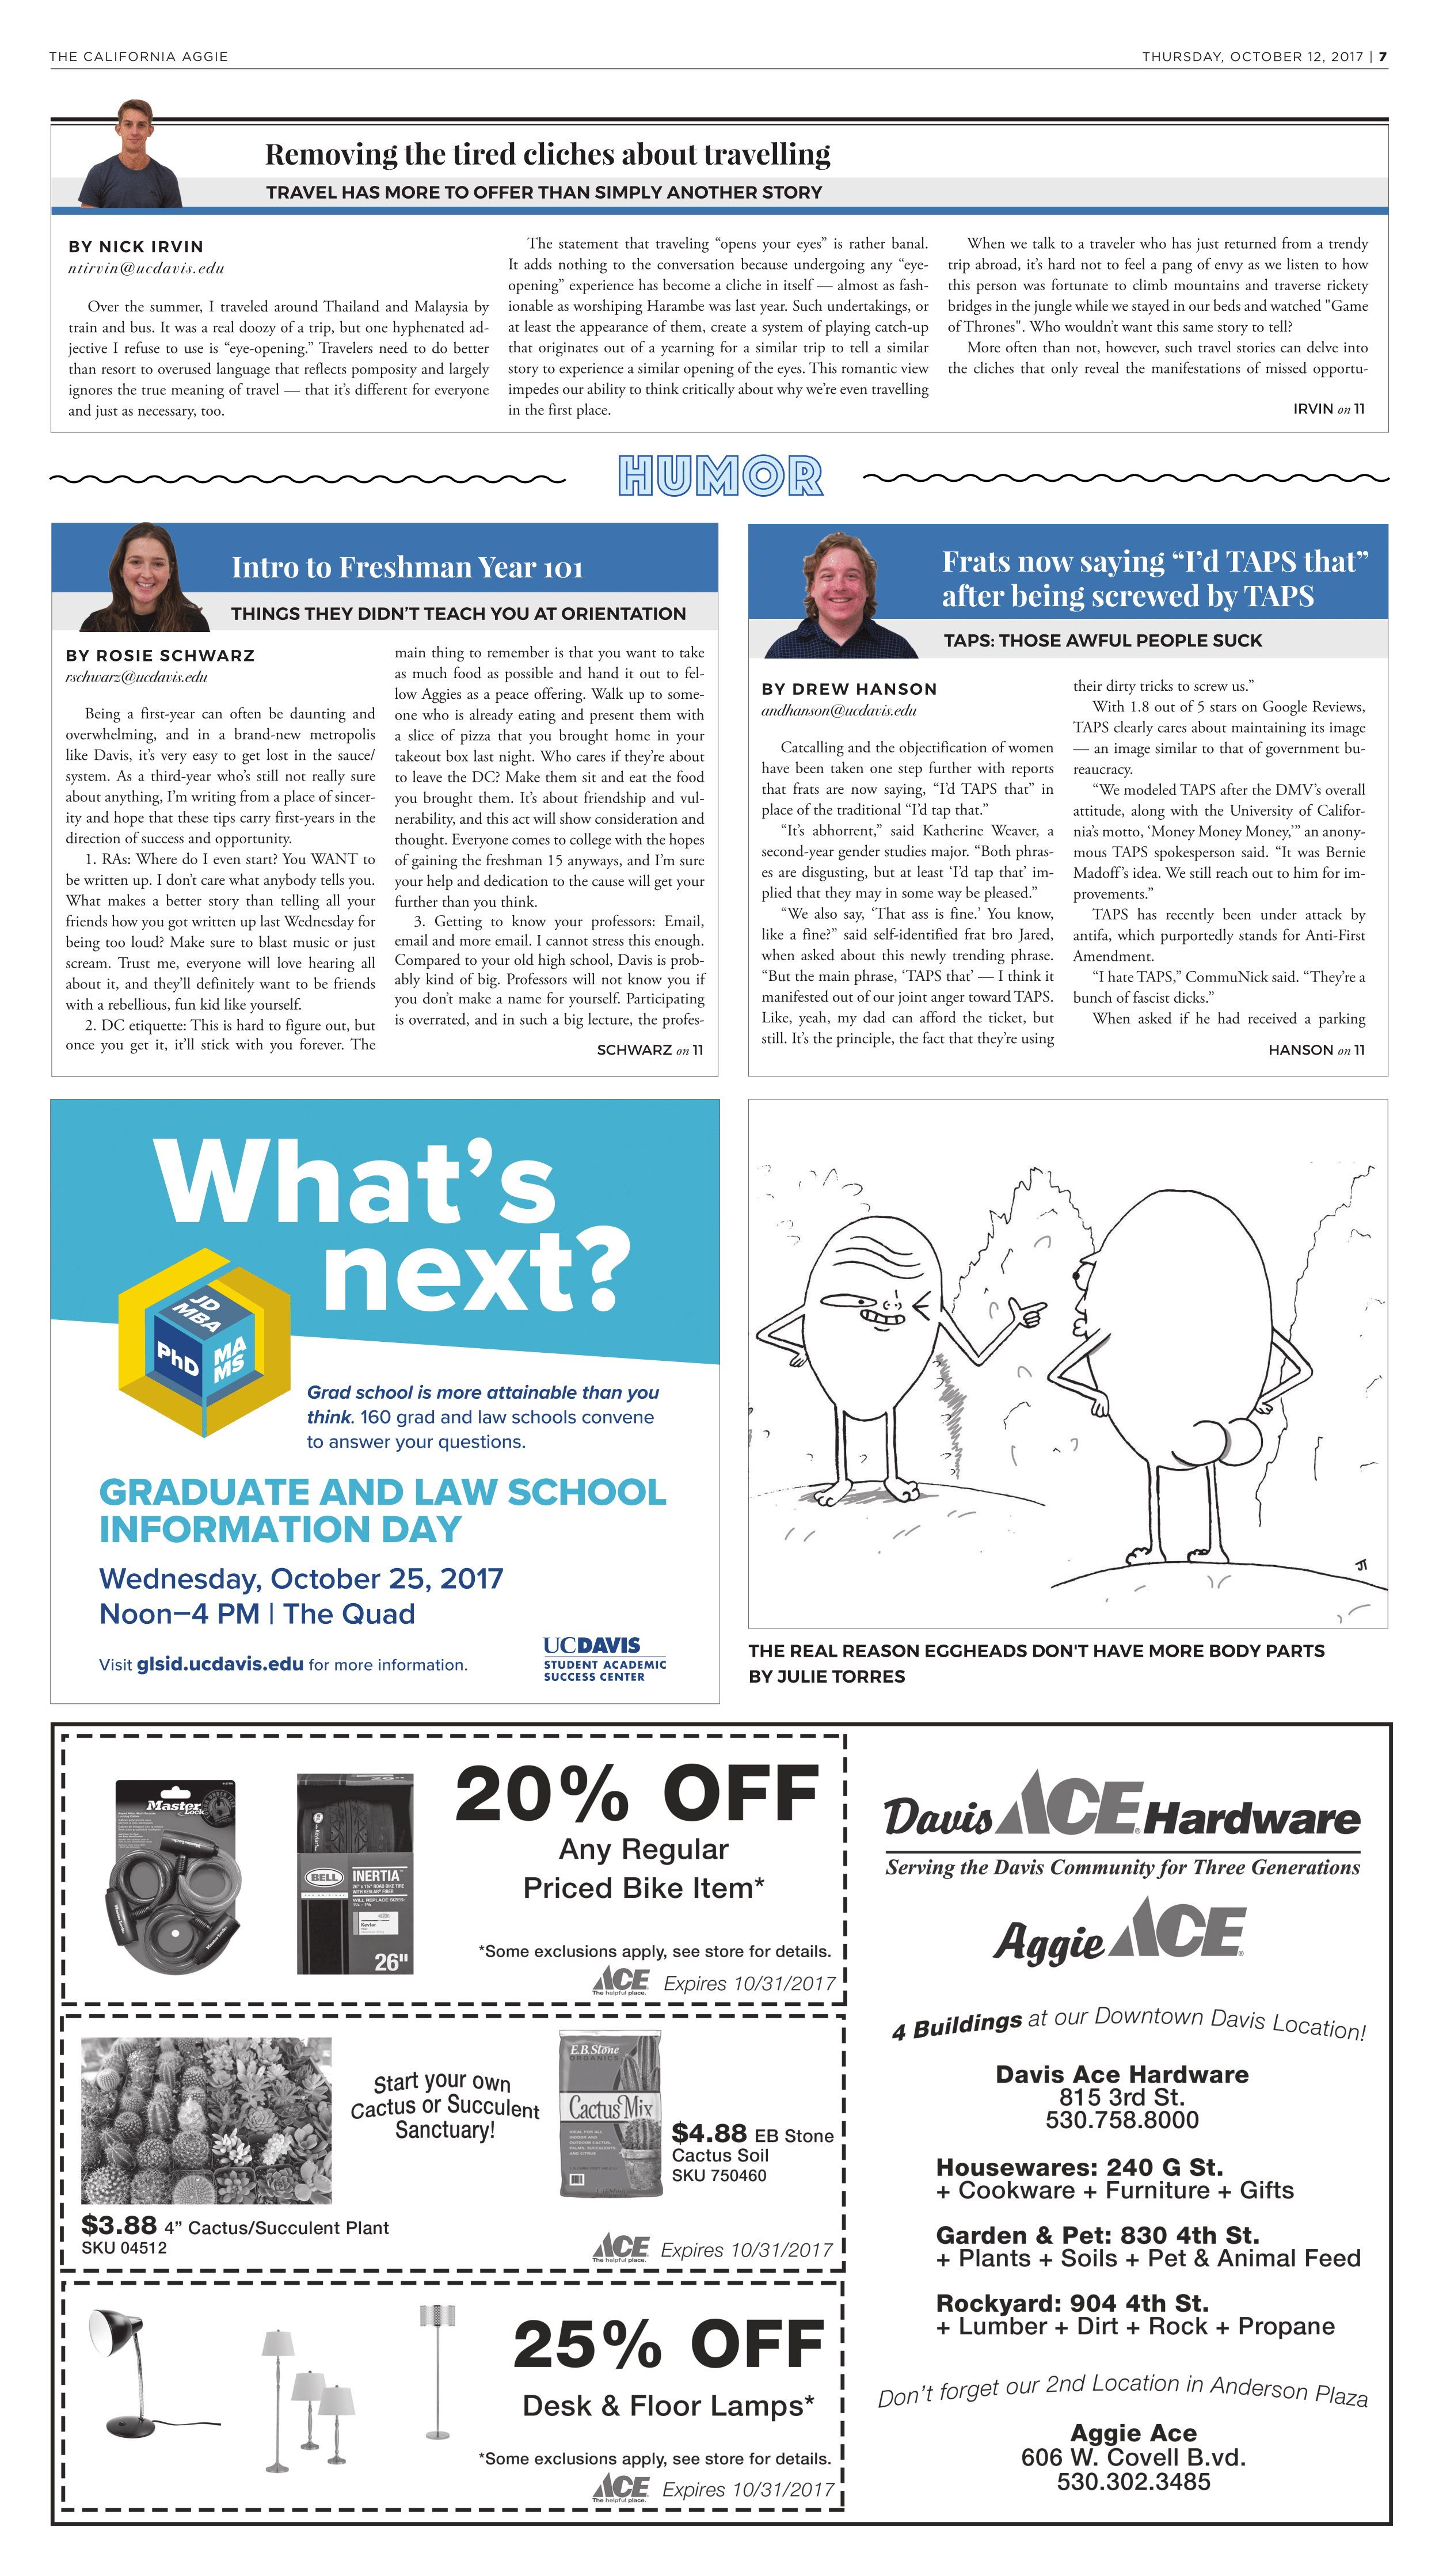 THE CALIFORNIA AGGIE
THURSDAY, OCTOBER 12, 2017 | 7
Removing the tired cliches about travelling
TRAVEL HAS MORE TO OFFER THAN SIMPLY ANOTHER STORY
BY NICK IRVIN
ntirvin@ucdavis.edu
Over the summer, I traveled around Thailand and Malaysia by
train and bus. It was a real doozy of a trip, but one hyphenated ad-
jective I refuse to use is “eye-opening.” Travelers need to do better
than resort to overused language that reflects pomposity and largely
ignores the true meaning of travel — that it’s different for everyone
and just as necessary, too.
The statement that traveling “opens your eyes” is rather banal.
It adds nothing to the conversation because undergoing any “eye-
opening” experience has become a cliche in itself — almost as fash-
ionable as worshiping Harambe was last year. Such undertakings, or
at least the appearance of them, create a system of playing catch-up
that originates out of a yearning for a similar trip to tell a similar
story to experience a similar opening of the eyes. This romantic view
impedes our ability to think critically about why we’re even travelling
in the first place.
When we talk to a traveler who has just returned from a trendy
trip abroad, it’s hard not to feel a pang of envy as we listen to how
this person was fortunate to climb mountains and traverse rickety
bridges in the jungle while we stayed in our beds and watched "Game
of Thrones". Who wouldn’t want this same story to tell?
More often than not, however, such travel stories can delve into
the cliches that only reveal the manifestations of missed opportu-
IRVIN on 11
HUMOR
Intro to Freshman Year 101
THINGS THEY DIDN’T TEACH YOU AT ORIENTATION
BY ROSIE SCHWARZ
rschwarz@ucdavis.edu
Being a first-year can often be daunting and
overwhelming, and in a brand-new metropolis
like Davis, it’s very easy to get lost in the sauce/
system. As a third-year who’s still not really sure
about anything, I’m writing from a place of sincer-
ity and hope that these tips carry first-years in the
direction of success and opportunity.
1. RAs: Where do I even start? You WANT to
be written up. I don’t care what anybody tells you.
What makes a better story than telling all your
friends how you got written up last Wednesday for
being too loud? Make sure to blast music or just
scream. Trust me, everyone will love hearing all
about it, and they’ll definitely want to be friends
with a rebellious, fun kid like yourself.
2. DC etiquette: This is hard to figure out, but
once you get it, it’ll stick with you forever. The
main thing to remember is that you want to take
as much food as possible and hand it out to fel-
low Aggies as a peace offering. Walk up to some-
one who is already eating and present them with
a slice of pizza that you brought home in your
takeout box last night. Who cares if they’re about
to leave the DC? Make them sit and eat the food
you brought them. It’s about friendship and vul-
nerability, and this act will show consideration and
thought. Everyone comes to college with the hopes
of gaining the freshman 15 anyways, and I’m sure
your help and dedication to the cause will get your
further than you think.
3. Getting to know your professors: Email,
email and more email. I cannot stress this enough.
Compared to your old high school, Davis is prob-
ably kind of big. Professors will not know you if
you don’t make a name for yourself. Participating
is overrated, and in such a big lecture, the profes-
SCHWARZ on 11
Frats now saying “I’d TAPS that”
after being screwed by TAPS
TAPS: THOSE AWFUL PEOPLE SUCK
BY DREW HANSON
andhanson@ucdavis.edu
Catcalling and the objectification of women
have been taken one step further with reports
that frats are now saying, “I’d TAPS that” in
place of the traditional “I’d tap that.”
“It’s abhorrent,” said Katherine Weaver, a
second-year gender studies major. “Both phras-
es are disgusting, but at least ‘I’d tap that’ im-
plied that they may in some way be pleased.”
“We also say, ‘That ass is fine.’ You know,
like a fine?” said self-identified frat bro Jared,
when asked about this newly trending phrase.
“But the main phrase, ‘TAPS that’ — I think it
manifested out of our joint anger toward TAPS.
Like, yeah, my dad can afford the ticket, but
still. It’s the principle, the fact that they’re using
their dirty tricks to screw us.”
With 1.8 out of 5 stars on Google Reviews,
TAPS clearly cares about maintaining its image
— an image similar to that of government bu-
reaucracy.
“We modeled TAPS after the DMV’s overall
attitude, along with the University of Califor-
nia’s motto, ‘Money Money Money,’” an anony-
mous TAPS spokesperson said. “It was Bernie
Madoff’s idea. We still reach out to him for im-
provements.”
TAPS has recently been under attack by
antifa, which purportedly stands for Anti-First
Amendment.
“I hate TAPS,” CommuNick said. “They’re a
bunch of fascist dicks.”
When asked if he had received a parking
HANSON on 11
What’s
next?
JD
MBA
PhD
MA
MS
Grad school is more attainable than you
think. 160 grad and law schools convene
to answer your questions.
GRADUATE AND LAW SCHOOL
INFORMATION DAY
Wednesday, October 25, 2017
Noon–4 PM | The Quad
Visit glsid.ucdavis.edu for more information.
UCDAVIS
STUDENT ACADEMIC
SUCCESS CENTER
JT
THE REAL REASON EGGHEADS DON'T HAVE MORE BODY PARTS
BY JULIE TORRES
Master Lock
BELL
INERTIA
26"
20% OFF
Any Regular
Priced Bike Item*
*Some exclusions apply, see store for details.
ACE
The helpful place.
Expires 10/31/2017
Start your own
Cactus or Succulent
Sanctuary!
E.B. Stone
ORGANICS
Cactus Mix
$4.88 EB Stone
Cactus Soil
SKU 750460
$3.88 4” Cactus/Succulent Plant
SKU 04512
ACE
The helpful place.
Expires 10/31/2017
25% OFF
Desk & Floor Lamps*
*Some exclusions apply, see store for details.
ACE
The helpful place.
Expires 10/31/2017
Davis ACE Hardware
Serving the Davis Community for Three Generations
Aggie ACE
4 Buildings at our Downtown Davis Location!
Davis Ace Hardware
815 3rd St.
530.758.8000
Housewares: 240 G St.
+ Cookware + Furniture + Gifts
Garden & Pet: 830 4th St.
+ Plants + Soils + Pet & Animal Feed
Rockyard: 904 4th St.
+ Lumber + Dirt + Rock + Propane
Don’t forget our 2nd Location in Anderson Plaza
Aggie Ace
606 W. Covell B.vd.
530.302.3485